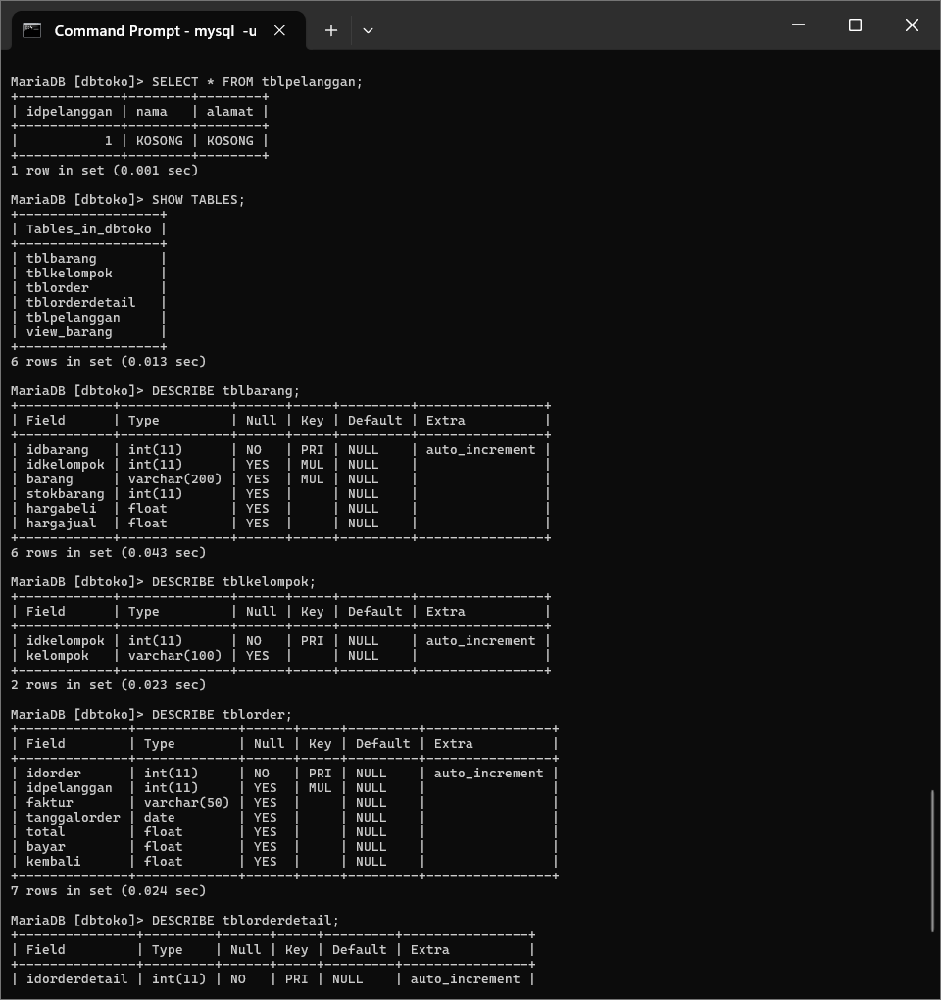 Command Prompt - mysql  -u
MariaDB [dbtoko]> SELECT * FROM tblpelanggan;
+-------------+--------+--------+
| idpelanggan | nama   | alamat |
+-------------+--------+--------+
|           1 | KOSONG | KOSONG |
+-------------+--------+--------+
1 row in set (0.001 sec)
MariaDB [dbtoko]> SHOW TABLES;
+------------------+
| Tables_in_dbtoko |
+------------------+
| tblbarang        |
| tblkelompok      |
| tblorder         |
| tblorderdetail   |
| tblpelanggan     |
| view_barang      |
+------------------+
6 rows in set (0.013 sec)
MariaDB [dbtoko]> DESCRIBE tblbarang;
+------------+--------------+------+-----+---------+----------------+
| Field      | Type         | Null | Key | Default | Extra          |
+------------+--------------+------+-----+---------+----------------+
| idbarang   | int(11)      | NO   | PRI | NULL    | auto_increment |
| idkelompok | int(11)      | YES  | MUL | NULL    |                |
| barang     | varchar(200) | YES  | MUL | NULL    |                |
| stokbarang | int(11)      | YES  |     | NULL    |                |
| hargabeli  | float        | YES  |     | NULL    |                |
| hargajual  | float        | YES  |     | NULL    |                |
+------------+--------------+------+-----+---------+----------------+
6 rows in set (0.043 sec)
MariaDB [dbtoko]> DESCRIBE tblkelompok;
+------------+--------------+------+-----+---------+----------------+
| Field      | Type         | Null | Key | Default | Extra          |
+------------+--------------+------+-----+---------+----------------+
| idkelompok | int(11)      | NO   | PRI | NULL    | auto_increment |
| kelompok   | varchar(100) | YES  |     | NULL    |                |
+------------+--------------+------+-----+---------+----------------+
2 rows in set (0.023 sec)
MariaDB [dbtoko]> DESCRIBE tblorder;
+--------------+-------------+------+-----+---------+----------------+
| Field        | Type        | Null | Key | Default | Extra          |
+--------------+-------------+------+-----+---------+----------------+
| idorder      | int(11)     | NO   | PRI | NULL    | auto_increment |
| idpelanggan  | int(11)     | YES  | MUL | NULL    |                |
| faktur       | varchar(50) | YES  |     | NULL    |                |
| tanggalorder | date        | YES  |     | NULL    |                |
| total        | float       | YES  |     | NULL    |                |
| bayar        | float       | YES  |     | NULL    |                |
| kembali      | float       | YES  |     | NULL    |                |
+--------------+-------------+------+-----+---------+----------------+
7 rows in set (0.024 sec)
MariaDB [dbtoko]> DESCRIBE tblorderdetail;
+---------------+---------+------+-----+---------+----------------+
| Field         | Type    | Null | Key | Default | Extra          |
+---------------+---------+------+-----+---------+----------------+
| idorderdetail | int(11) | NO   | PRI | NULL    | auto_increment |